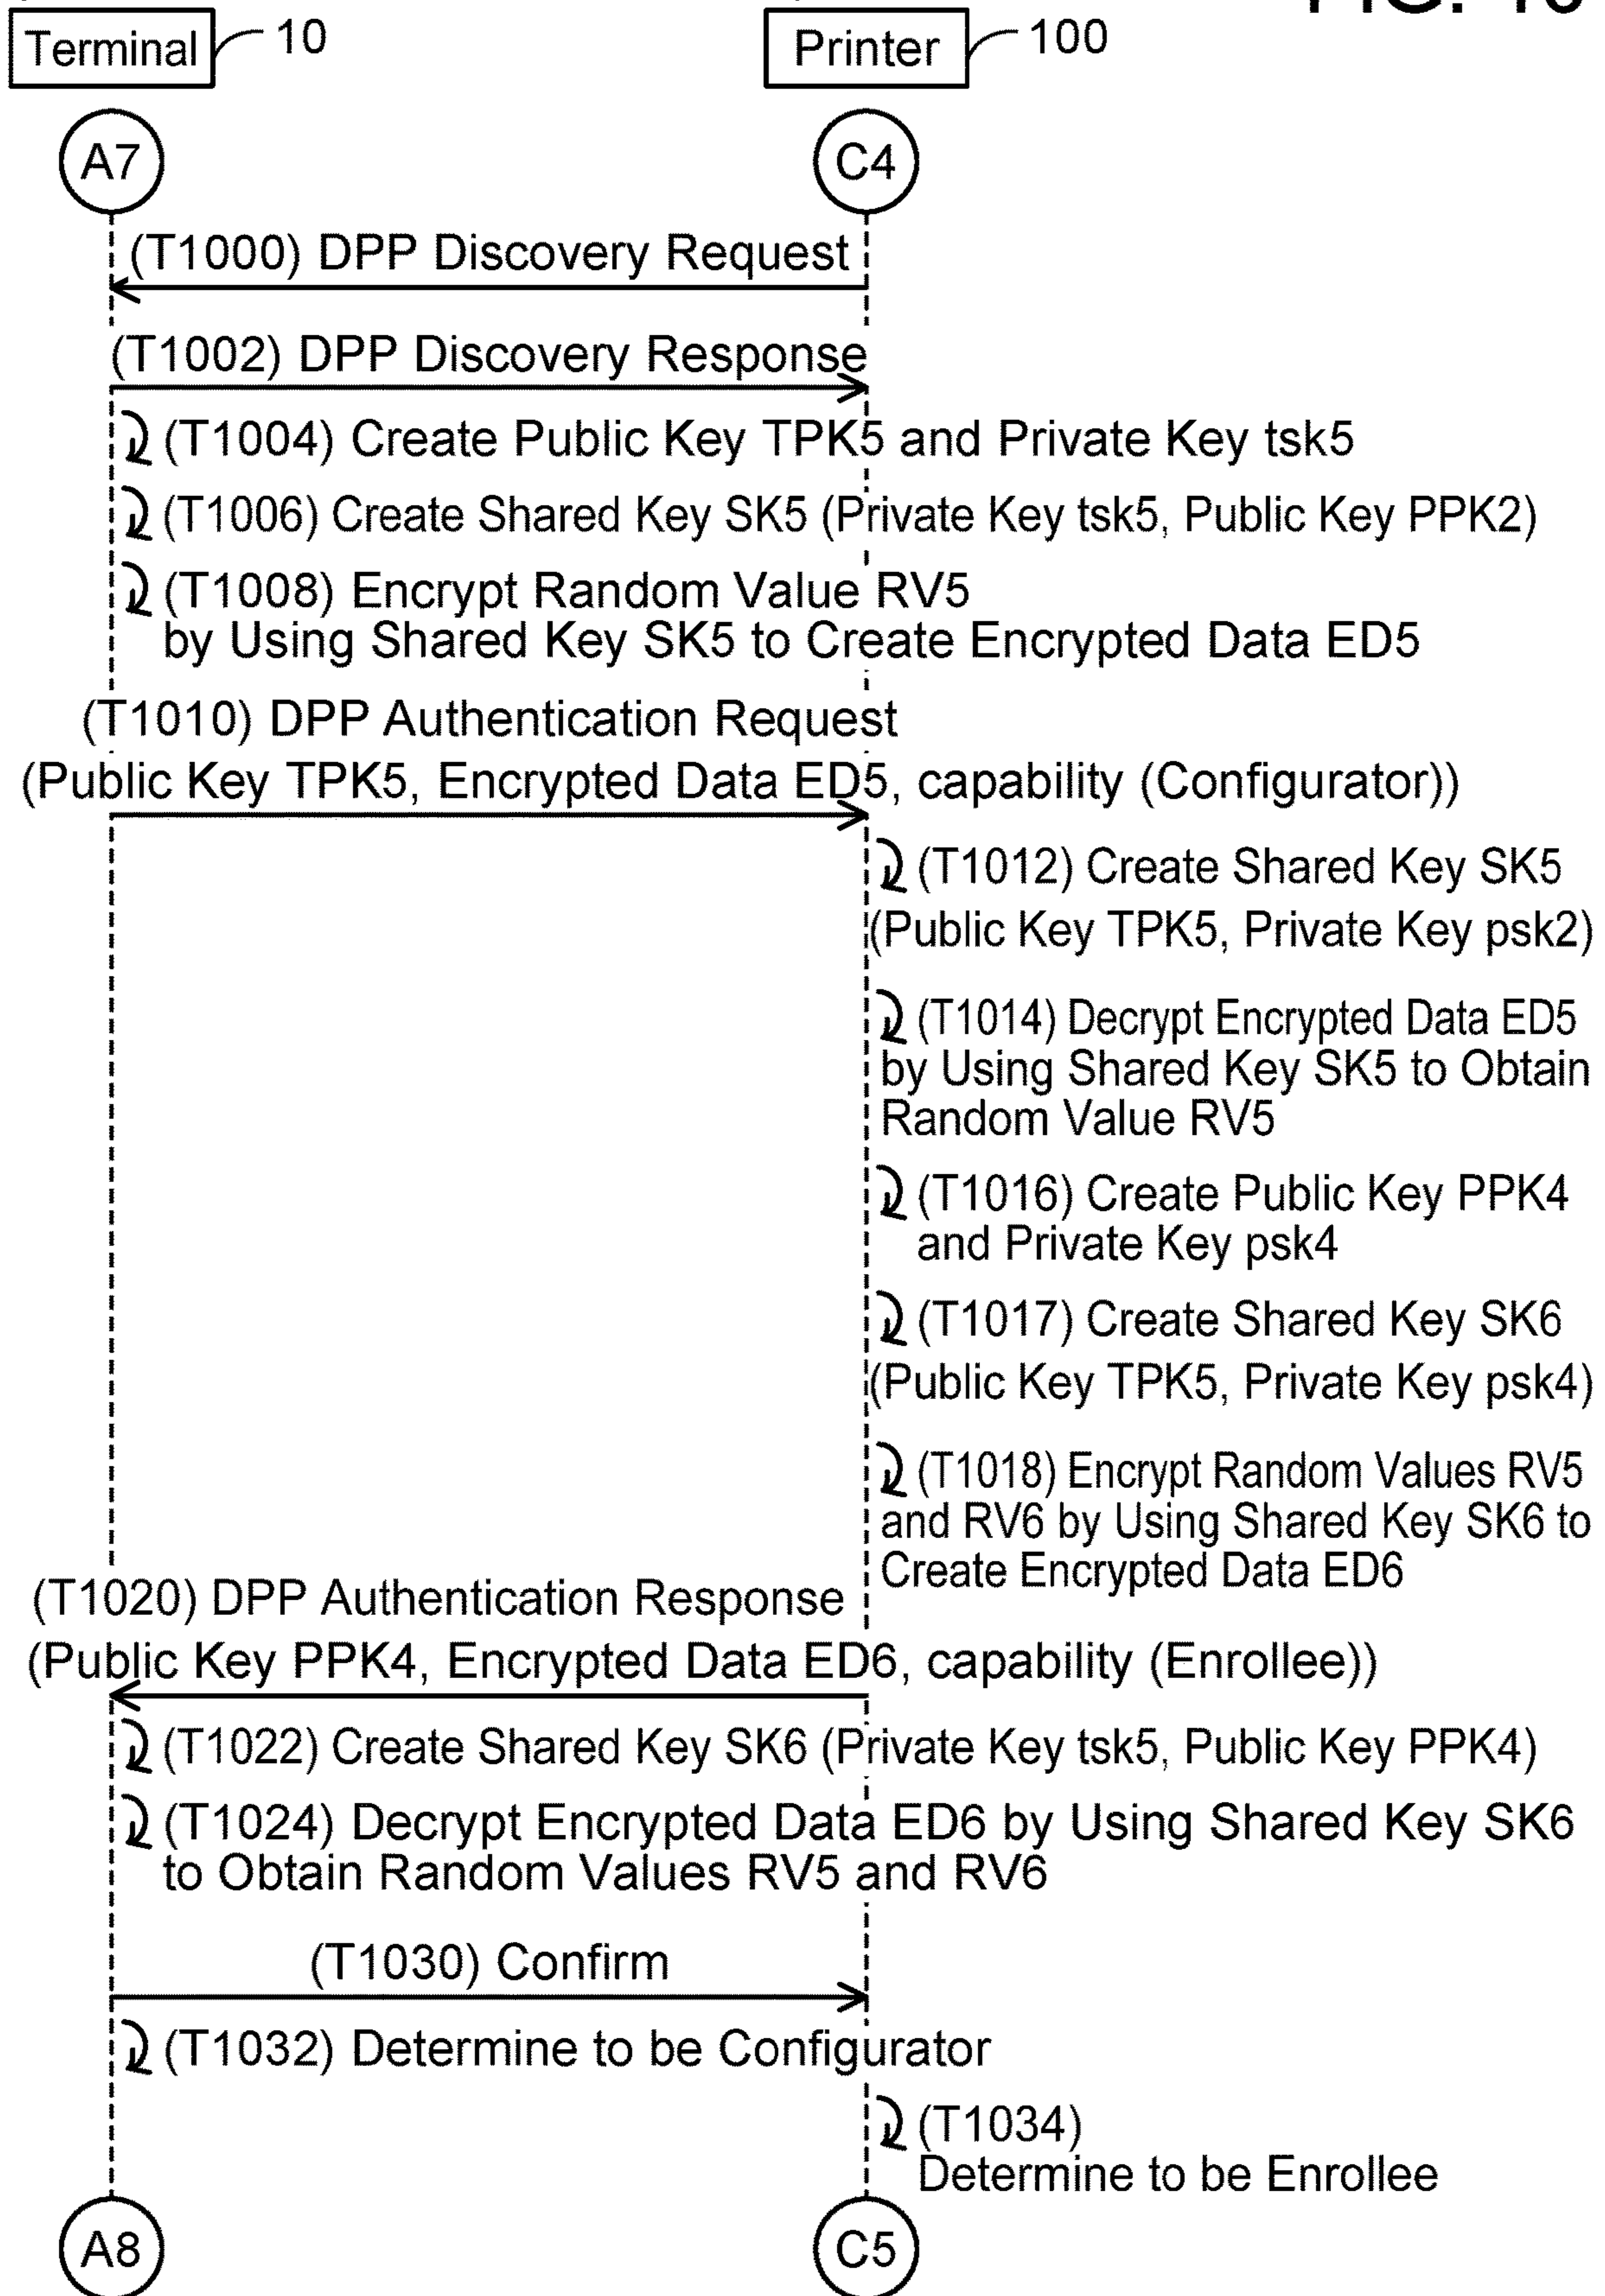 Terminal 10 Printer 100
A7 C4
(T1000) DPP Discovery Request
(T1002) DPP Discovery Response
(T1004) Create Public Key TPK5 and Private Key tsk5
(T1006) Create Shared Key SK5 (Private Key tsk5, Public Key PPK2)
(T1008) Encrypt Random Value RV5
by Using Shared Key SK5 to Create Encrypted Data ED5
(T1010) DPP Authentication Request
(Public Key TPK5, Encrypted Data ED5, capability (Configurator))
(T1012) Create Shared Key SK5
(Public Key TPK5, Private Key psk2)
(T1014) Decrypt Encrypted Data ED5
by Using Shared Key SK5 to Obtain
Random Value RV5
(T1016) Create Public Key PPK4
and Private Key psk4
(T1017) Create Shared Key SK6
(Public Key TPK5, Private Key psk4)
(T1018) Encrypt Random Values RV5
and RV6 by Using Shared Key SK6 to
Create Encrypted Data ED6
(T1020) DPP Authentication Response
(Public Key PPK4, Encrypted Data ED6, capability (Enrollee))
(T1022) Create Shared Key SK6 (Private Key tsk5, Public Key PPK4)
(T1024) Decrypt Encrypted Data ED6 by Using Shared Key SK6
to Obtain Random Values RV5 and RV6
(T1030) Confirm
(T1032) Determine to be Configurator
(T1034)
Determine to be Enrollee
A8 C5